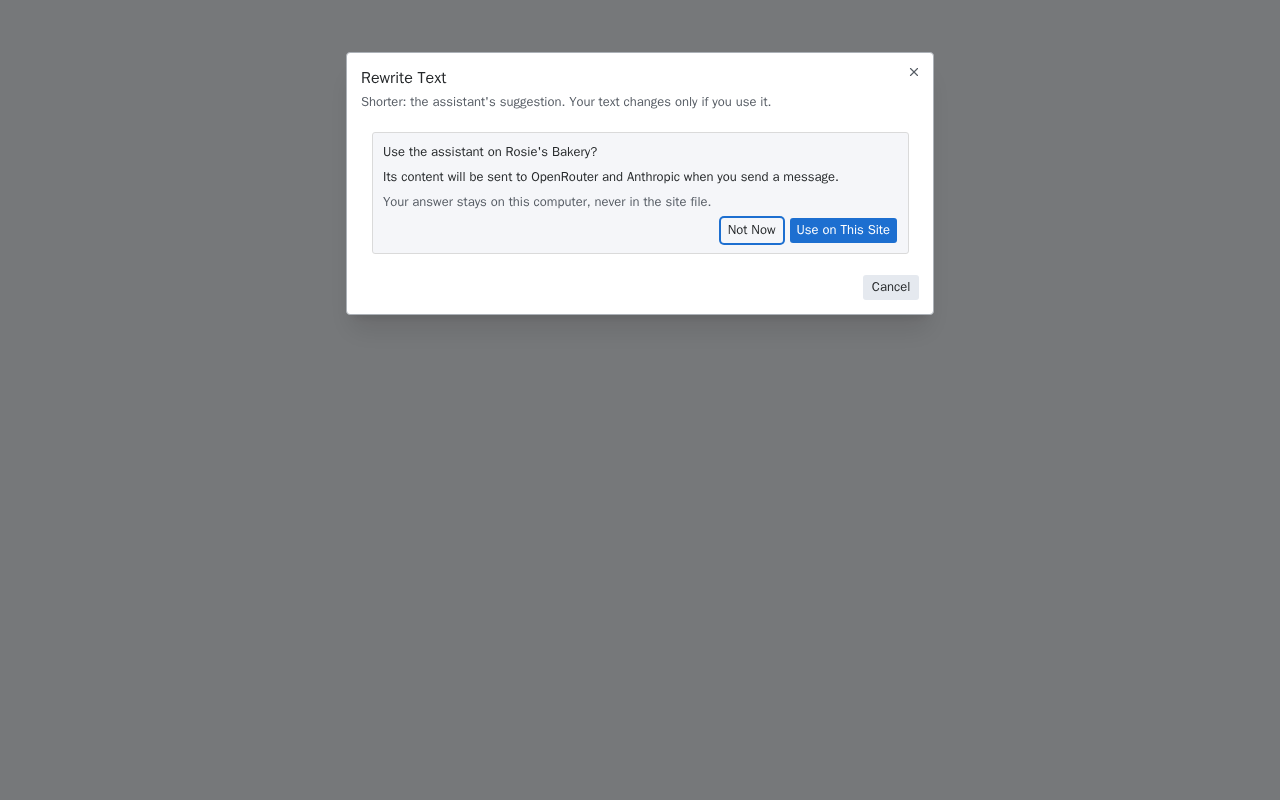 Rewrite Text
Shorter: the assistant's suggestion. Your text changes only if you use it.
Use the assistant on Rosie's Bakery?
Its content will be sent to OpenRouter and Anthropic when you send a message.
Your answer stays on this computer, never in the site file.
Not Now
Use on This Site
Cancel